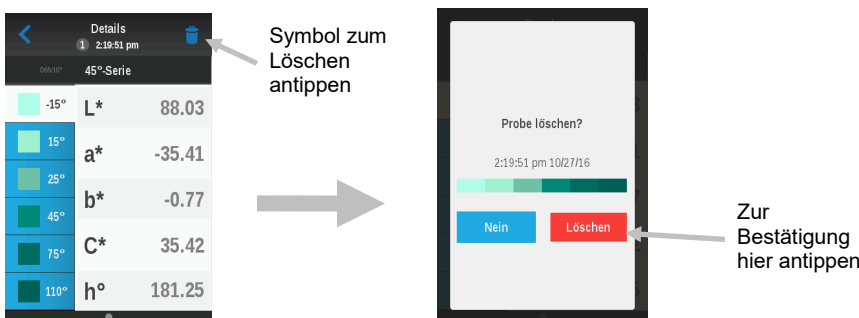 Details
1 2:19:51 pm
D65/10°
45°-Serie
-15°
15°
25°
45°
75°
110°
L* 88.03
a* -35.41
b* -0.77
C* 35.42
h° 181.25
Symbol zum
Löschen
antippen
Probe löschen?
2:19:51 pm 10/27/16
Nein
Löschen
Zur
Bestätigung
hier antippen